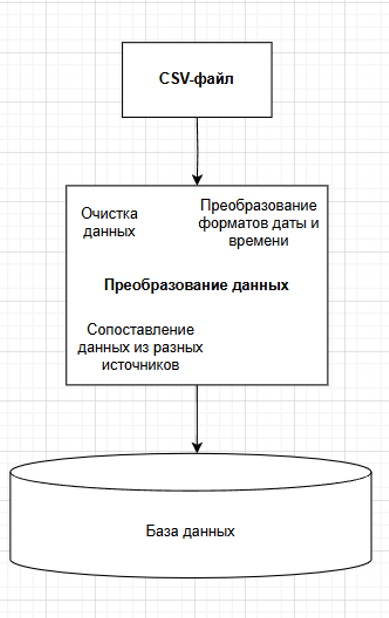 CSV-файл
Очистка
данных
Преобразование
форматов даты и
времени
Преобразование данных
Сопоставление
данных из разных
источников
База данных